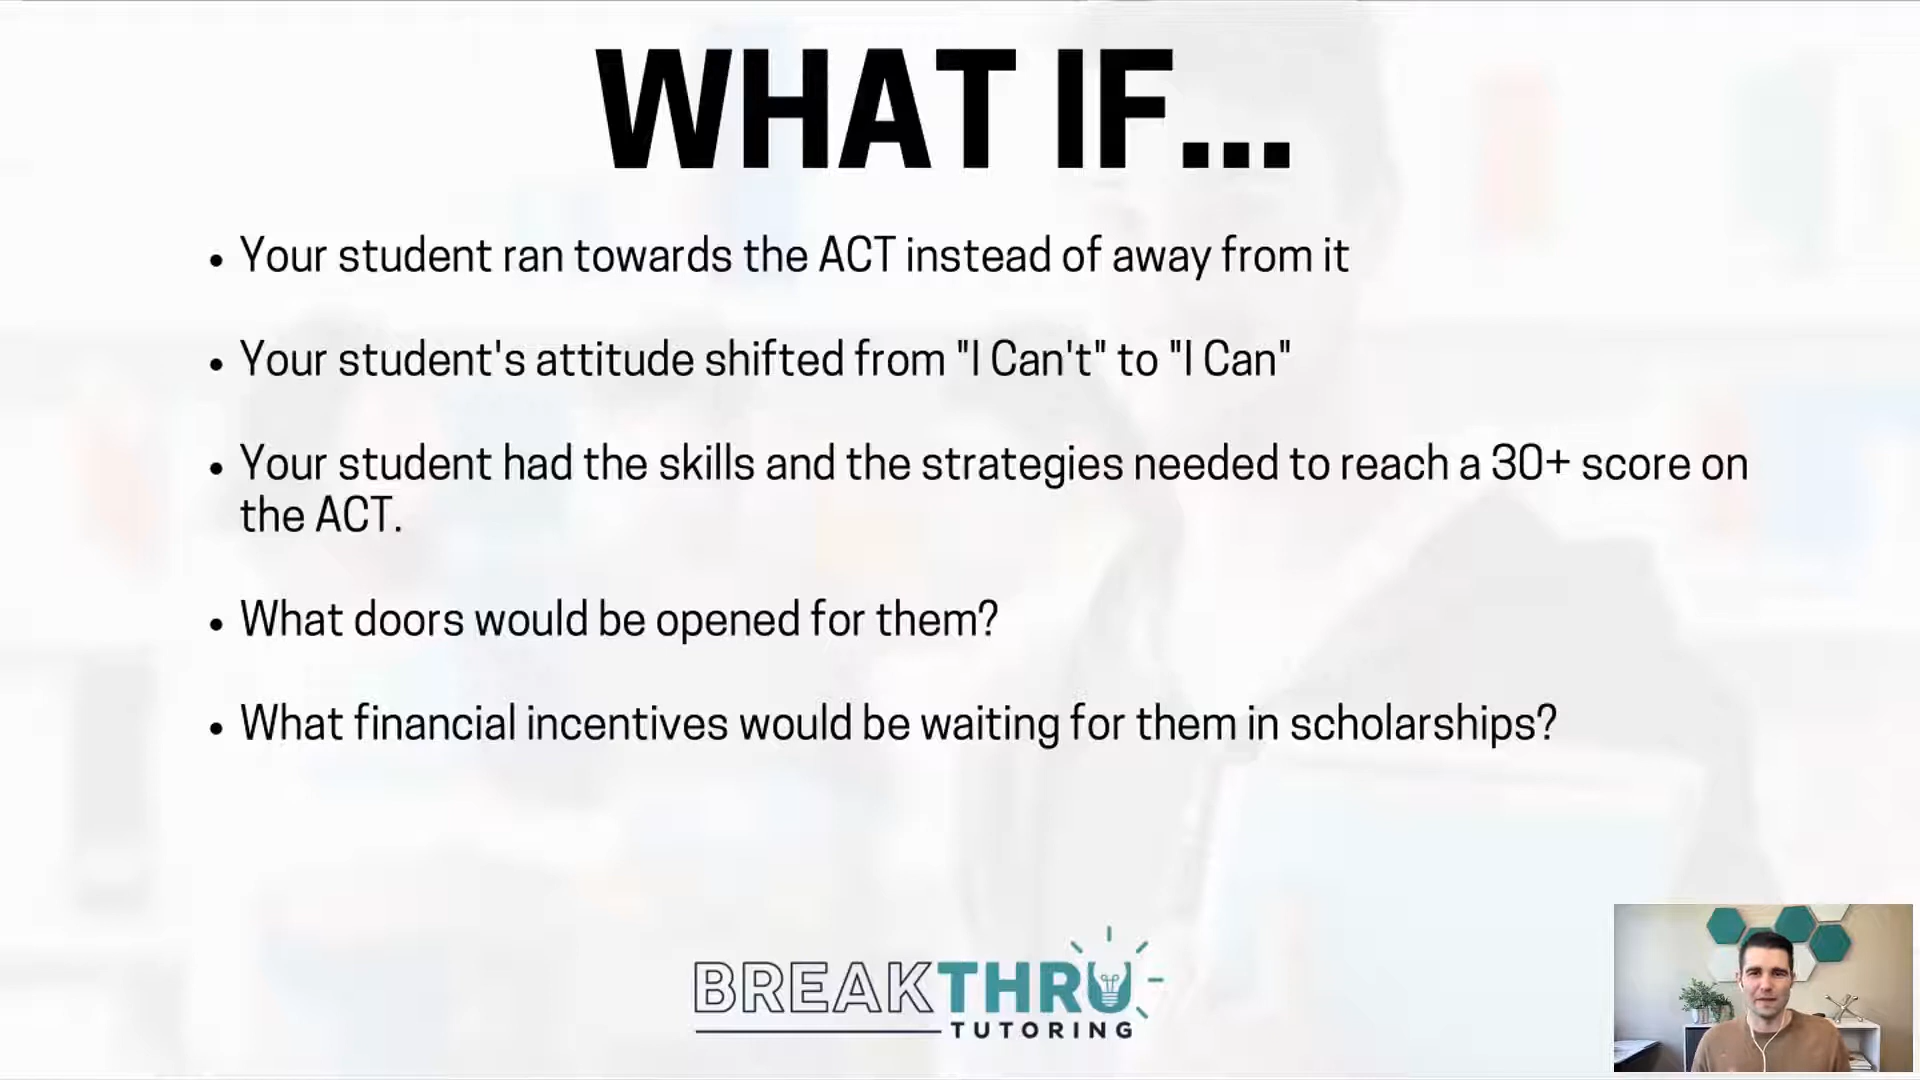 WHAT IF...
• Your student ran towards the ACT instead of away from it
• Your student's attitude shifted from "I Can't" to "I Can"
• Your student had the skills and the strategies needed to reach a 30+ score on
the ACT.
• What doors would be opened for them?
• What financial incentives would be waiting for them in scholarships?
BREAKTHRU
TUTORING